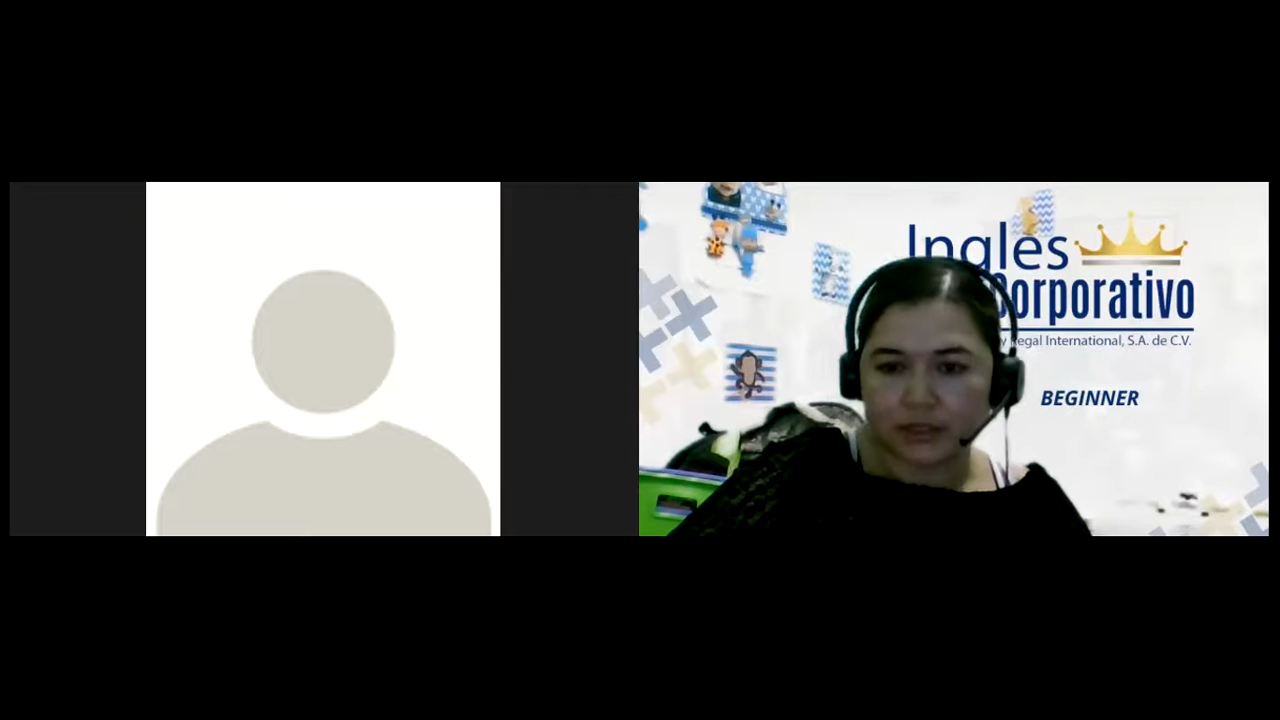 Ingles
Corporativo
y Regal International, S.A. de C.V.
BEGINNER